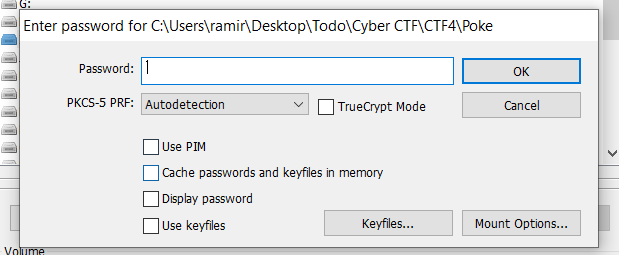 G:
Enter password for C:\Users\ramir\Desktop\Todo\Cyber CTF\CTF4\Poke
Password:
OK
PKCS-5 PRF: Autodetection
TrueCrypt Mode
Cancel
Use PIM
Cache passwords and keyfiles in memory
Display password
Use keyfiles
Keyfiles...
Mount Options...
Volume